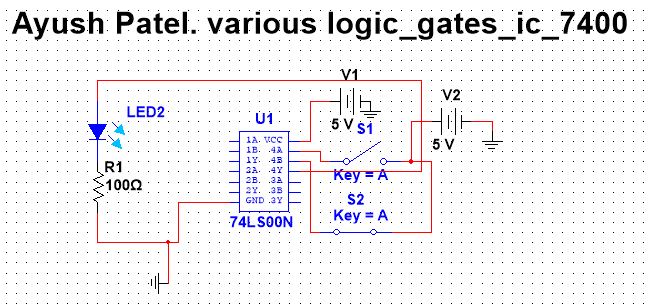 Ayush Patel. various logic_gates_ic_7400
V1
V2
LED2
U1
5 V
S1
5 V
1A. .VCC
1B. .4A
1Y. .4B
2A. .4Y
2B. .3A
2Y. .3B
GND .3Y
R1
100Ω
Key = A
S2
Key = A
74LS00N